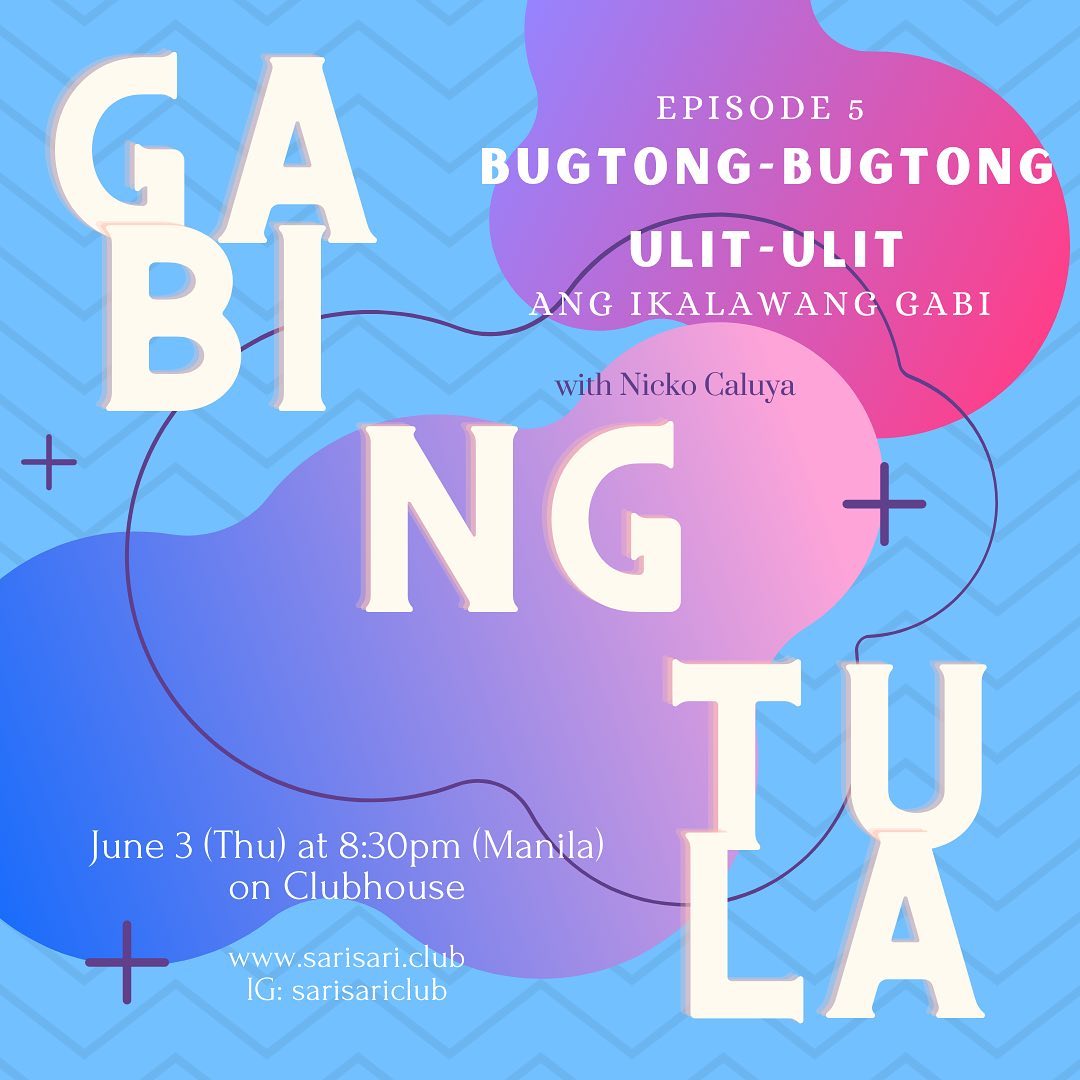 GA
BI
NG
TU
LA
EPISODE 5
BUGTONG-BUGTONG
ULIT-ULIT
ANG IKALAWANG GABI
with Nicko Caluya
June 3 (Thu) at 8:30pm (Manila)
on Clubhouse
www.sarisari.club
IG: sarisariclub